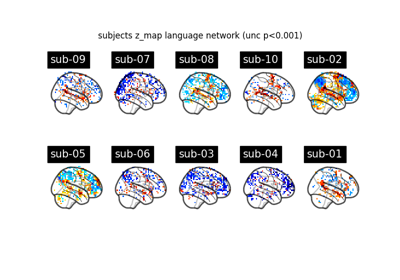 subjects z_map language network (unc p<0.001)
sub-09 sub-07 sub-08 sub-10 sub-02
sub-05 sub-06 sub-03 sub-04 sub-01